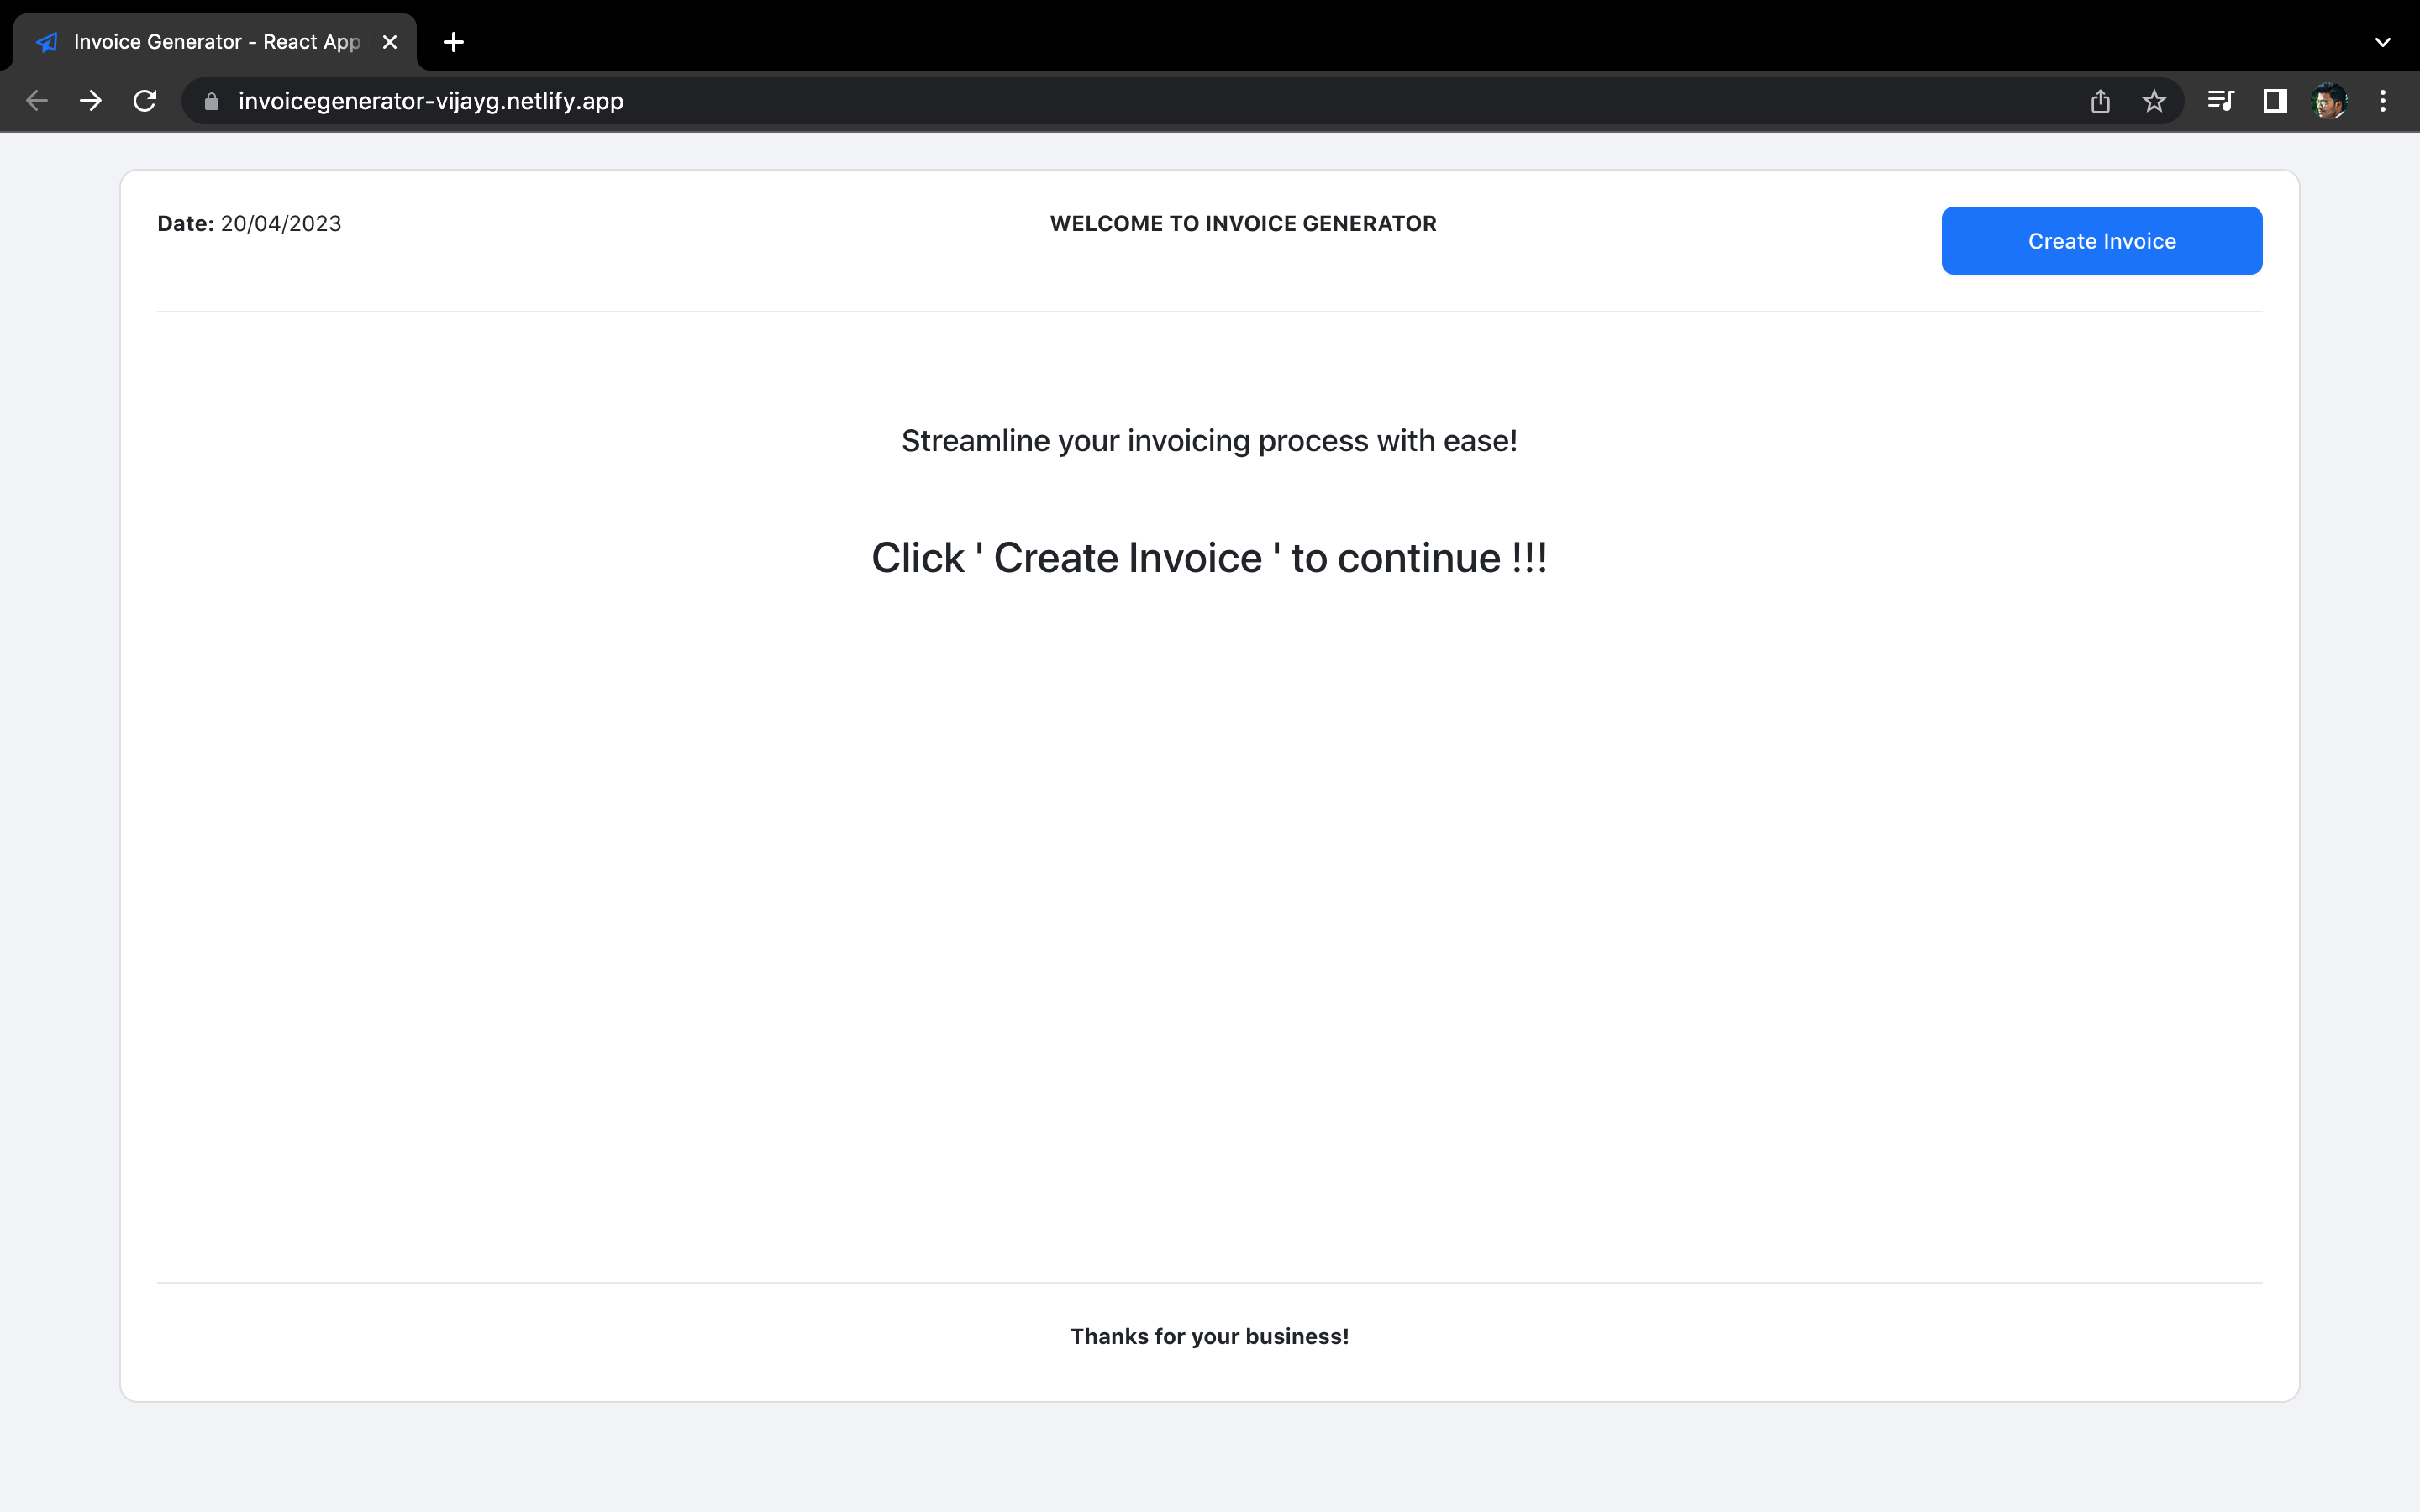 Invoice Generator - React App
invoicegenerator-vijayg.netlify.app
Date: 20/04/2023
WELCOME TO INVOICE GENERATOR
Create Invoice
Streamline your invoicing process with ease!
Click ' Create Invoice ' to continue !!!
Thanks for your business!